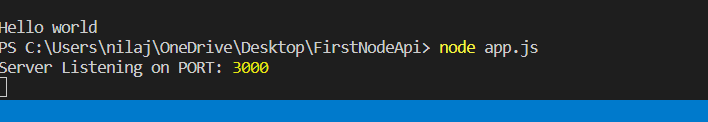 Hello world
PS C:\Users\nilaj\OneDrive\Desktop\FirstNodeApi> node app.js
Server Listening on PORT: 3000